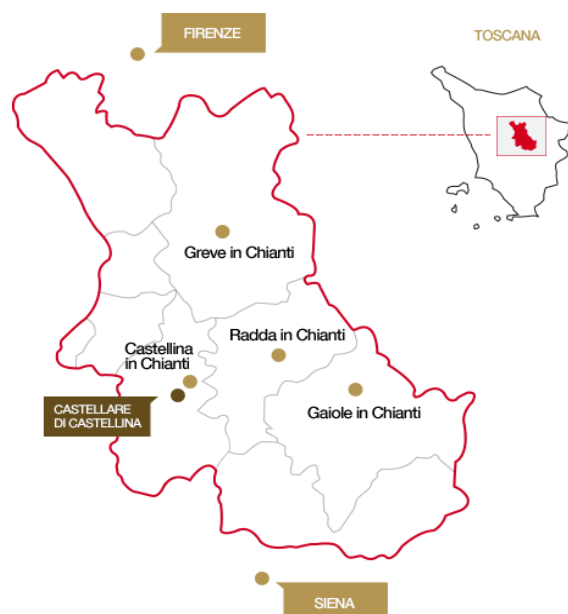 FIRENZE
TOSCANA
Greve in Chianti
Radda in Chianti
Castellina
in Chianti
CASTELLARE
DI CASTELLINA
Gaiole in Chianti
SIENA